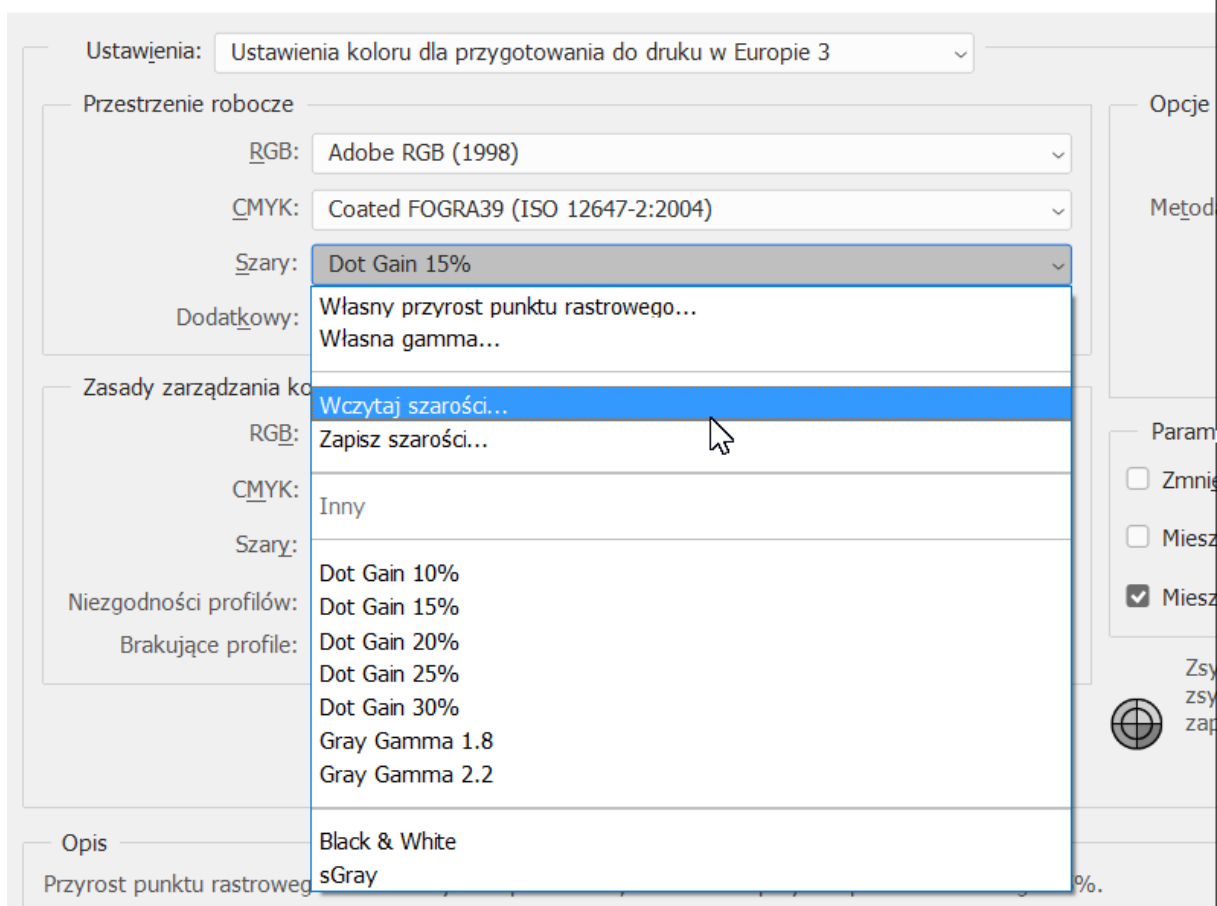 Ustawienia: Ustawienia koloru dla przygotowania do druku w Europie 3
Przestrzenie robocze
Opcje
RGB: Adobe RGB (1998)
CMYK: Coated FOGRA39 (ISO 12647-2:2004)
Szary: Dot Gain 15%
Dodatkowy:
Własny przyrost punktu rastrowego...
Własna gamma...
Wczytaj szarości...
Zapisz szarości...
Inny
Dot Gain 10%
Dot Gain 15%
Dot Gain 20%
Dot Gain 25%
Dot Gain 30%
Gray Gamma 1.8
Gray Gamma 2.2
Black & White
sGray
Zasady zarządzania
RGB:
CMYK:
Szary:
Niezgodności profilów:
Brakujące profile:
Opis
Przyrost punktu
%.